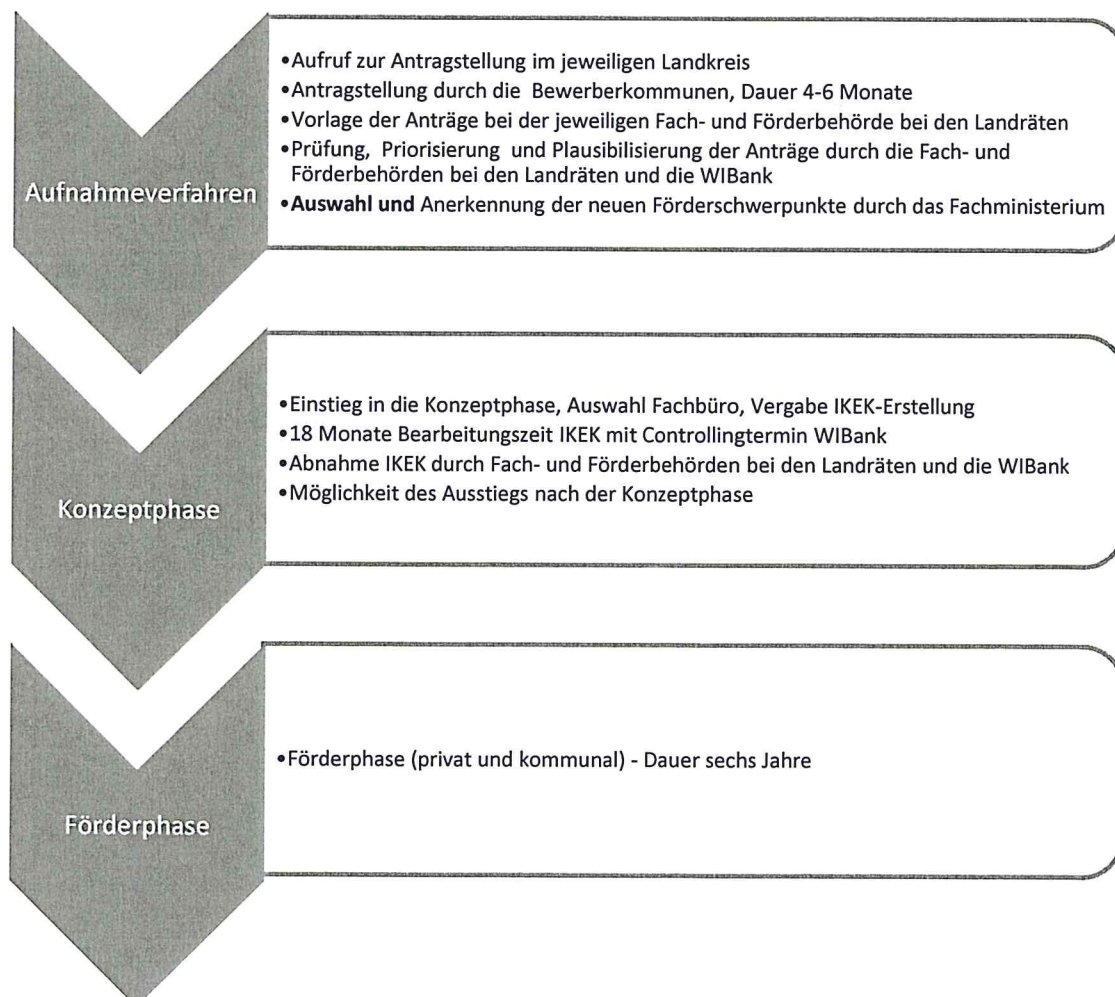 Aufnahmeverfahren
•Aufruf zur Antragstellung im jeweiligen Landkreis
•Antragstellung durch die Bewerberkommunen, Dauer 4-6 Monate
•Vorlage der Anträge bei der jeweiligen Fach- und Förderbehörde bei den Landräten
•Prüfung, Priorisierung und Plausibilisierung der Anträge durch die Fach- und
Förderbehörden bei den Landräten und die WIBank
•Auswahl und Anerkennung der neuen Förderschwerpunkte durch das Fachministerium
Konzeptphase
•Einstieg in die Konzeptphase, Auswahl Fachbüro, Vergabe IKEK-Erstellung
•18 Monate Bearbeitungszeit IKEK mit Controllingtermin WIBank
•Abnahme IKEK durch Fach- und Förderbehörden bei den Landräten und die WIBank
•Möglichkeit des Ausstiegs nach der Konzeptphase
Förderphase
•Förderphase (privat und kommunal) - Dauer sechs Jahre